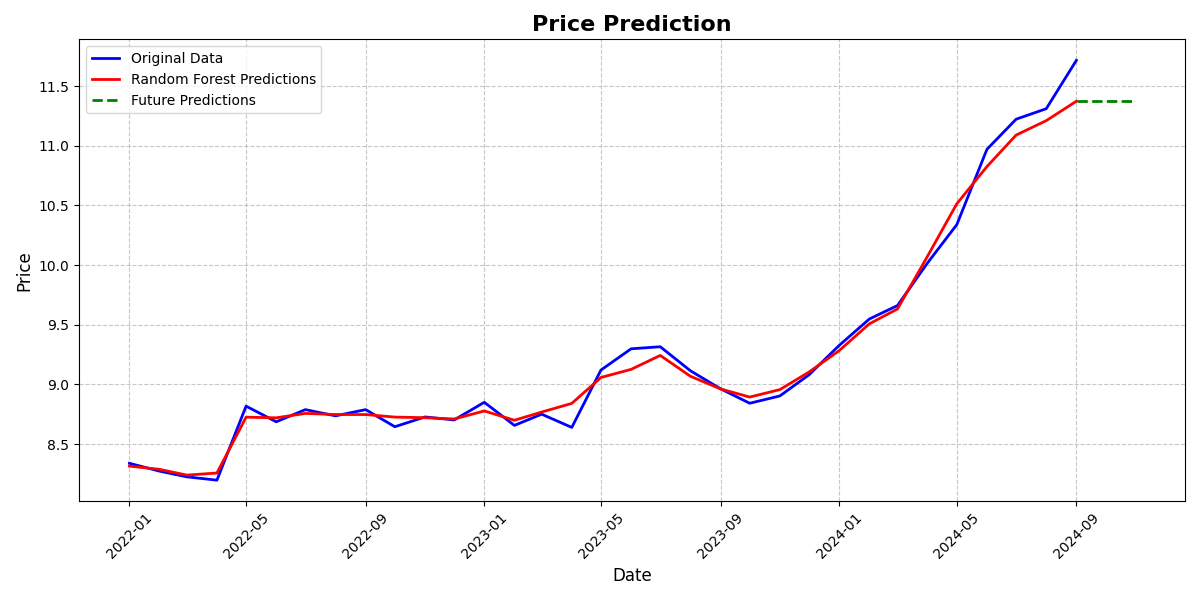 Price Prediction
Original Data
Random Forest Predictions
Future Predictions
Price
11.5
11.0
10.5
10.0
9.5
9.0
8.5
2022-01
2022-05
2022-09
2023-01
2023-05
2023-09
2024-01
2024-05
2024-09
Date